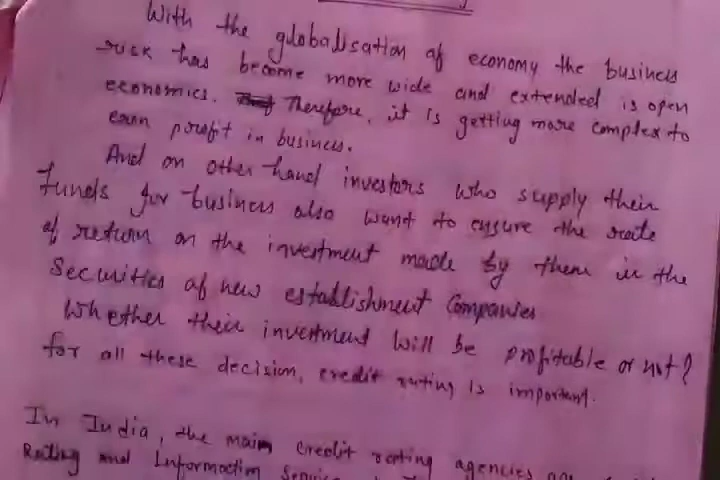 With the globalisation of economy the business
risk has become more wide and extended is open
economics. Therefore, it is getting more complex to
earn profit in business.
And on other hand investors who supply their
funds for business also want to ensure the rate
of return on the investment made by them in the
Securities of new establishment Companies
Whether their investment will be profitable or not?
for all these decision, credit rating is important.
In India, the main credit rating agencies are
Rating and Information Services